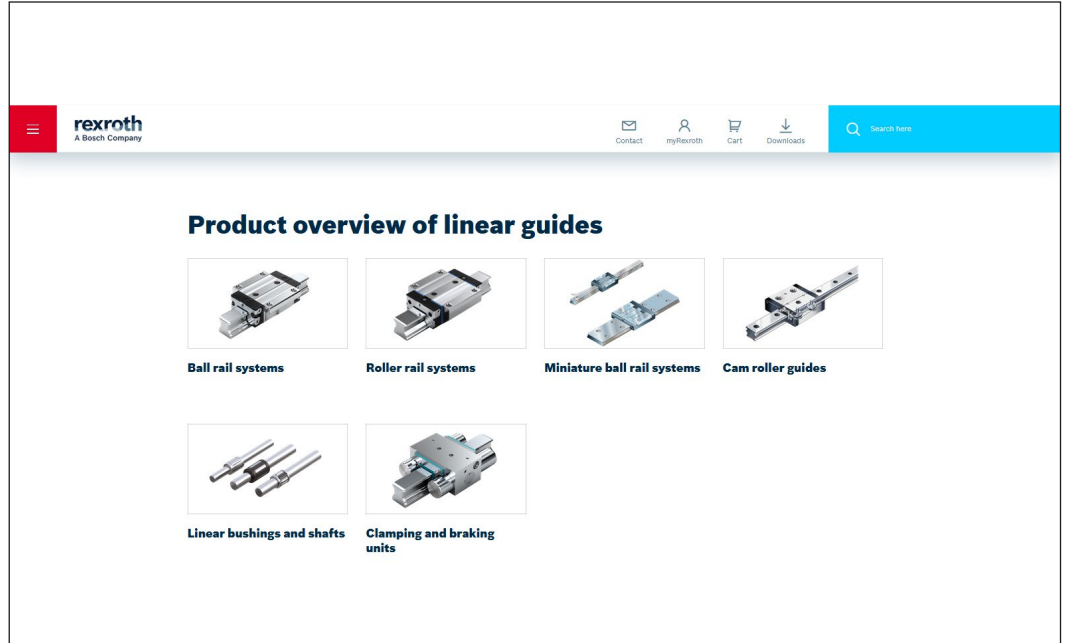 rexroth
A Bosch Company
Contact
myRexroth
Cart
Downloads
Search here
Product overview of linear guides
Ball rail systems
Roller rail systems
Miniature ball rail systems
Cam roller guides
Linear bushings and shafts
Clamping and braking
units